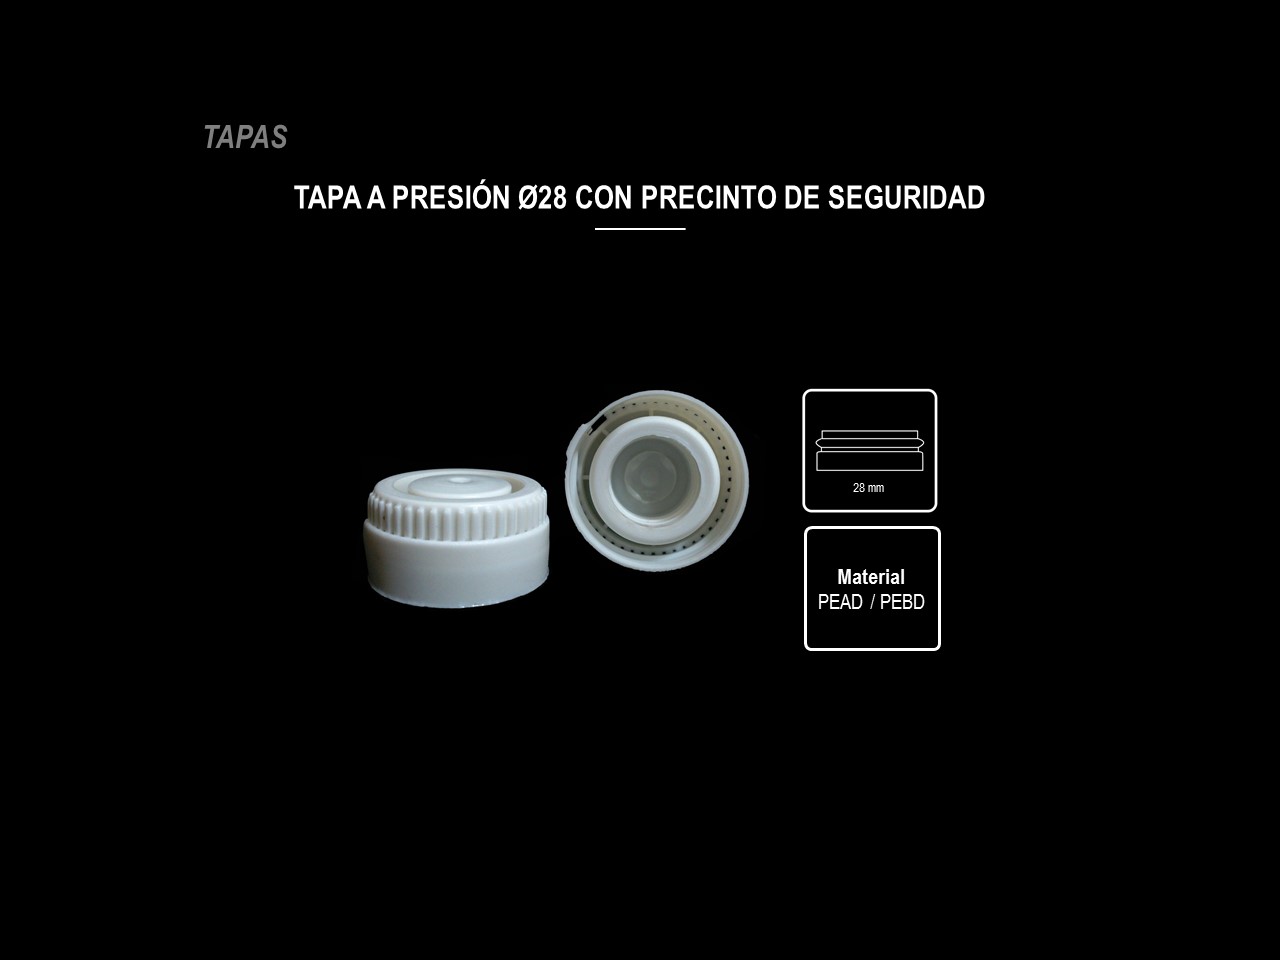 TAPAS
TAPA A PRESIÓN Ø28 CON PRECINTO DE SEGURIDAD
28 mm
Material
PEAD / PEBD